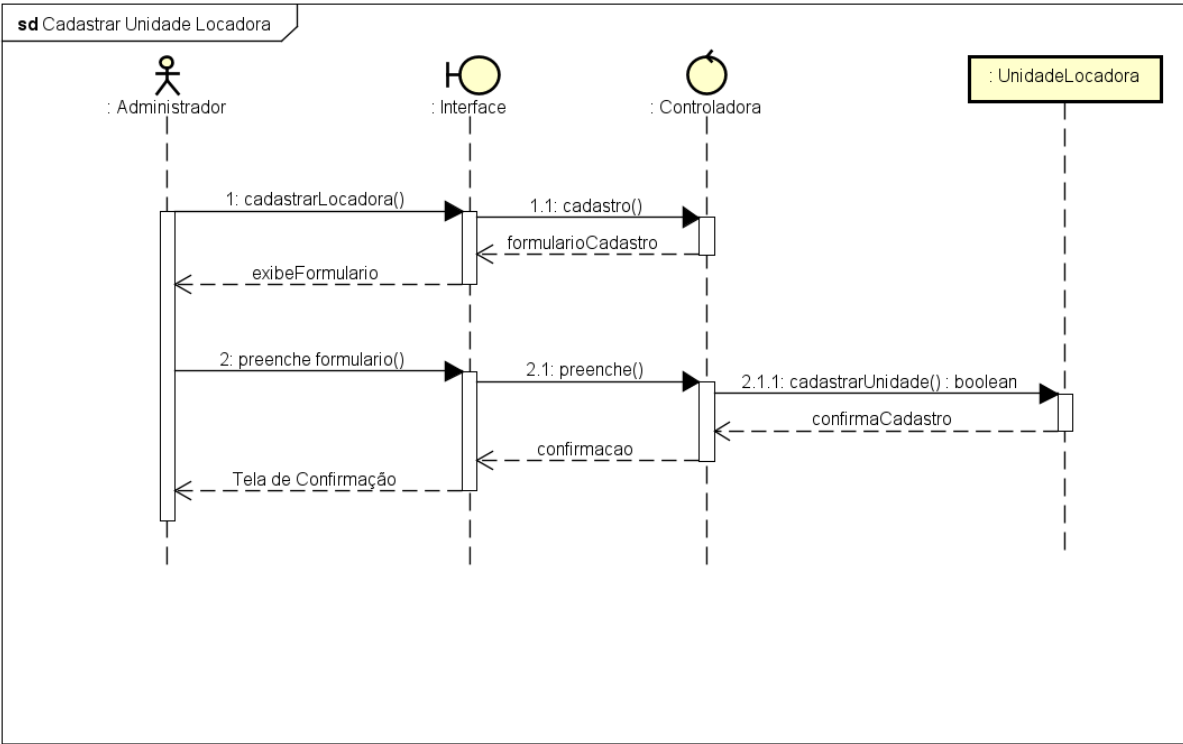 sd Cadastrar Unidade Locadora
: Administrador
: Interface
: Controladora
: UnidadeLocadora
1: cadastrarLocadora()
1.1: cadastro()
formularioCadastro
exibeFormulario
2: preenche formulario()
2.1: preenche()
2.1.1: cadastrarUnidade() : boolean
confirmaCadastro
confirmacao
Tela de Confirmação